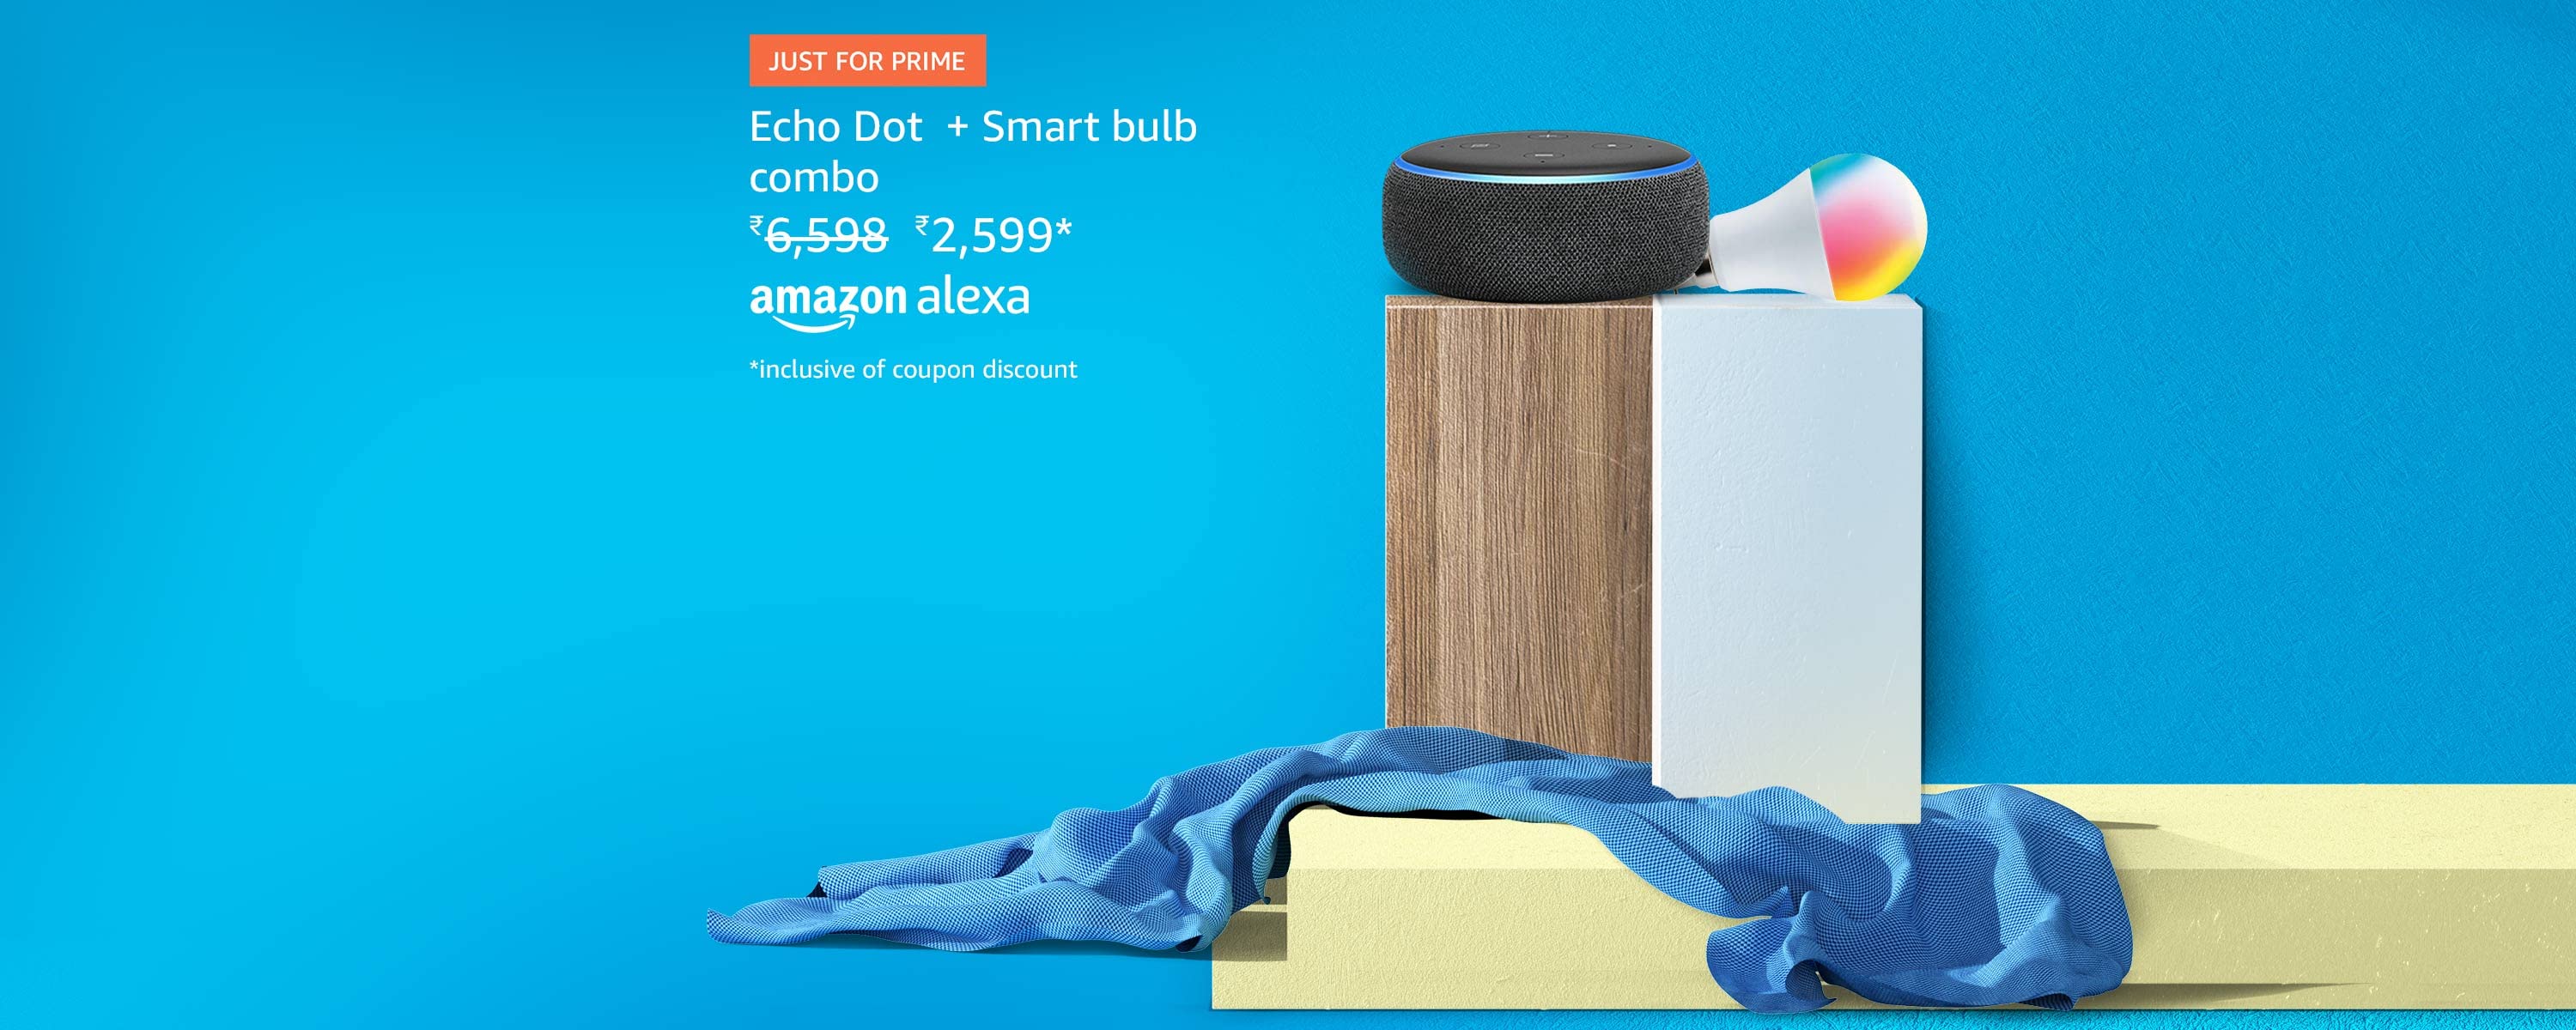 JUST FOR PRIME
Echo Dot + Smart bulb
combo
₹6,598 ₹2,599*
amazon alexa
*inclusive of coupon discount